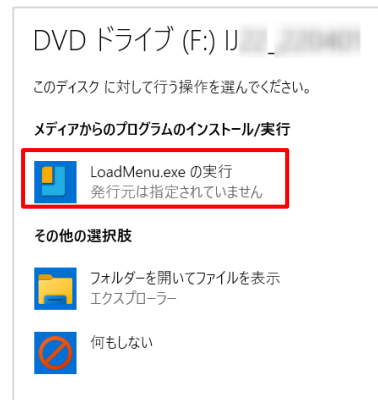 DVD ドライブ (F:) IJ
このディスク に対して行う操作を選んでください。
メディアからのプログラムのインストール/実行
LoadMenu.exe の実行
発行元は指定されていません
その他の選択肢
フォルダーを開いてファイルを表示
エクスプローラー
何もしない